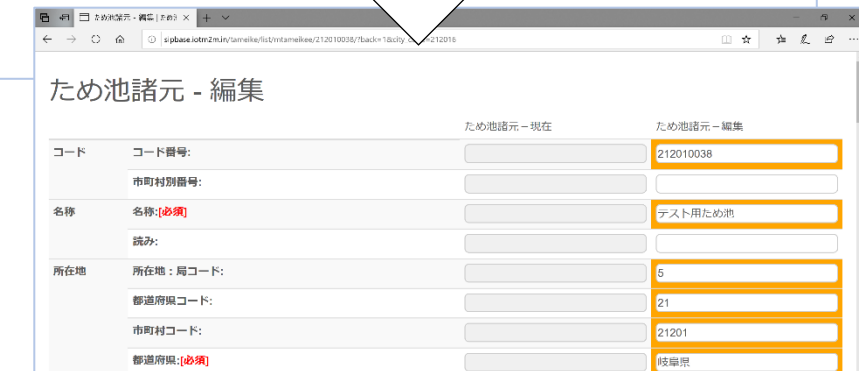 ため池諸元 - 編集 | ため池
sipbase.iotm2m.in/tameike/list/mtameikee/212010038/?back=1&city =212016
ため池諸元 - 編集
ため池諸元－現在 ため池諸元－編集
コード コード番号: 212010038
市町村別番号:
名称 名称:[必須] テスト用ため池
読み:
所在地 所在地：局コード: 5
都道府県コード: 21
市町村コード: 21201
都道府県:[必須] 岐阜県